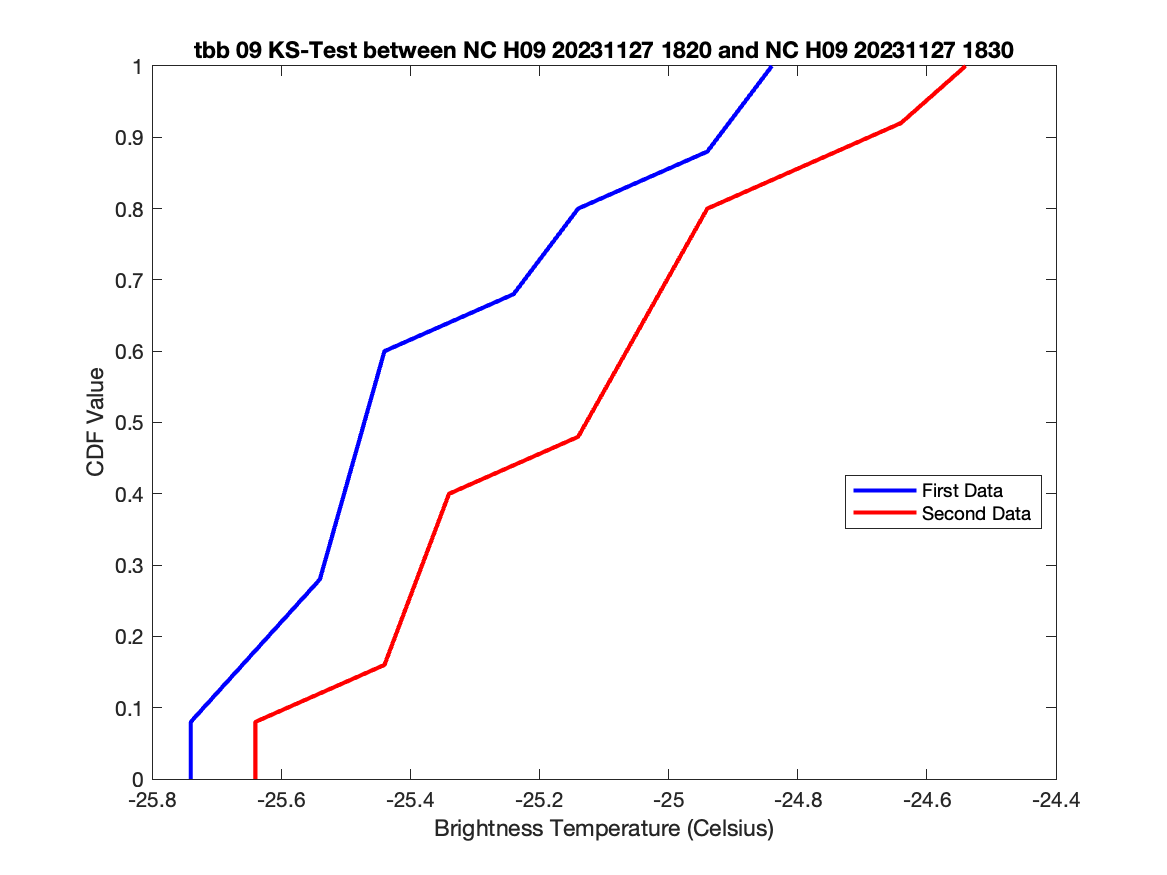 tbb 09 KS-Test between NC H09 20231127 1820 and NC H09 20231127 1830
1
0.9
0.8
0.7
0.6
0.5
0.4
0.3
0.2
0.1
0
CDF Value
First Data
Second Data
-25.8 -25.6 -25.4 -25.2 -25 -24.8 -24.6 -24.4
Brightness Temperature (Celsius)